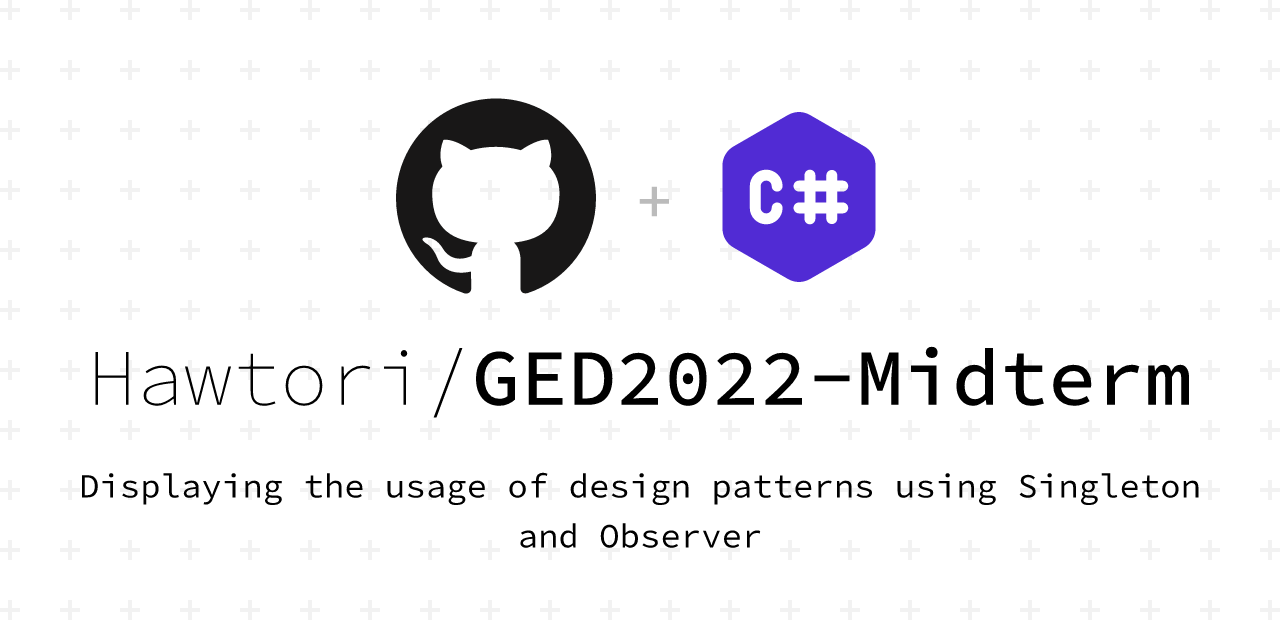 C#
+
Hawtori/GED2022-Midterm
Displaying the usage of design patterns using Singleton
and Observer